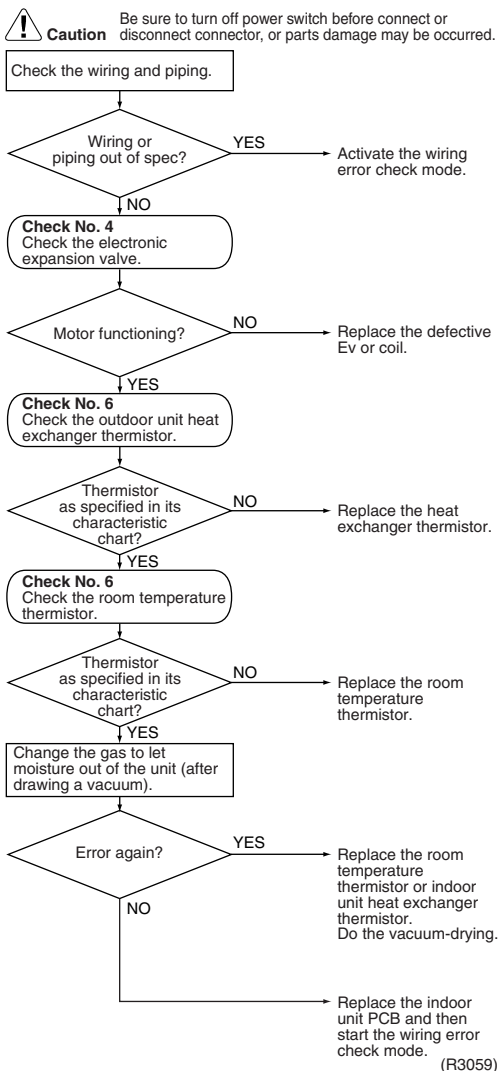 Be sure to turn off power switch before connect or
Caution disconnect connector, or parts damage may be occurred.
Check the wiring and piping.
Wiring or
piping out of spec?
YES
Activate the wiring
error check mode.
NO
Check No. 4
Check the electronic
expansion valve.
Motor functioning?
NO
Replace the defective
Ev or coil.
YES
Check No. 6
Check the outdoor unit heat
exchanger thermistor.
Thermistor
as specified in its
characteristic
chart?
NO
Replace the heat
exchanger thermistor.
YES
Check No. 6
Check the room temperature
thermistor.
Thermistor
as specified in its
characteristic
chart?
NO
Replace the room
temperature
thermistor.
YES
Change the gas to let
moisture out of the unit (after
drawing a vacuum).
Error again?
YES
Replace the room
temperature
thermistor or indoor
unit heat exchanger
thermistor.
Do the vacuum-drying.
NO
Replace the indoor
unit PCB and then
start the wiring error
check mode.
(R3059)